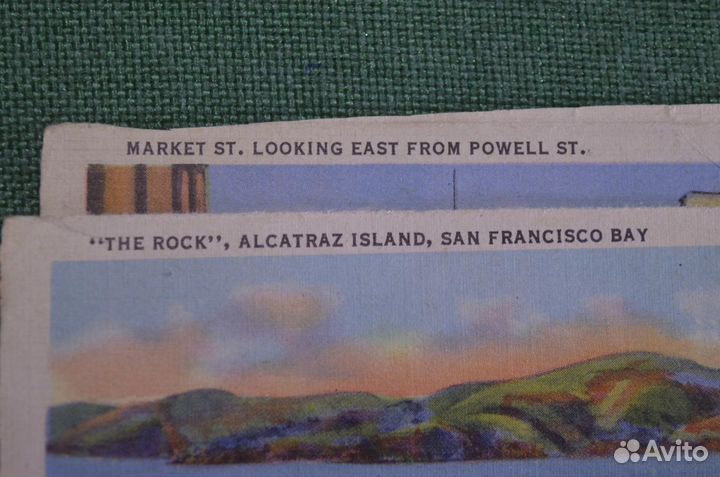 MARKET ST. LOOKING EAST FROM POWELL ST.
"THE ROCK", ALCATRAZ ISLAND, SAN FRANCISCO BAY
Avito